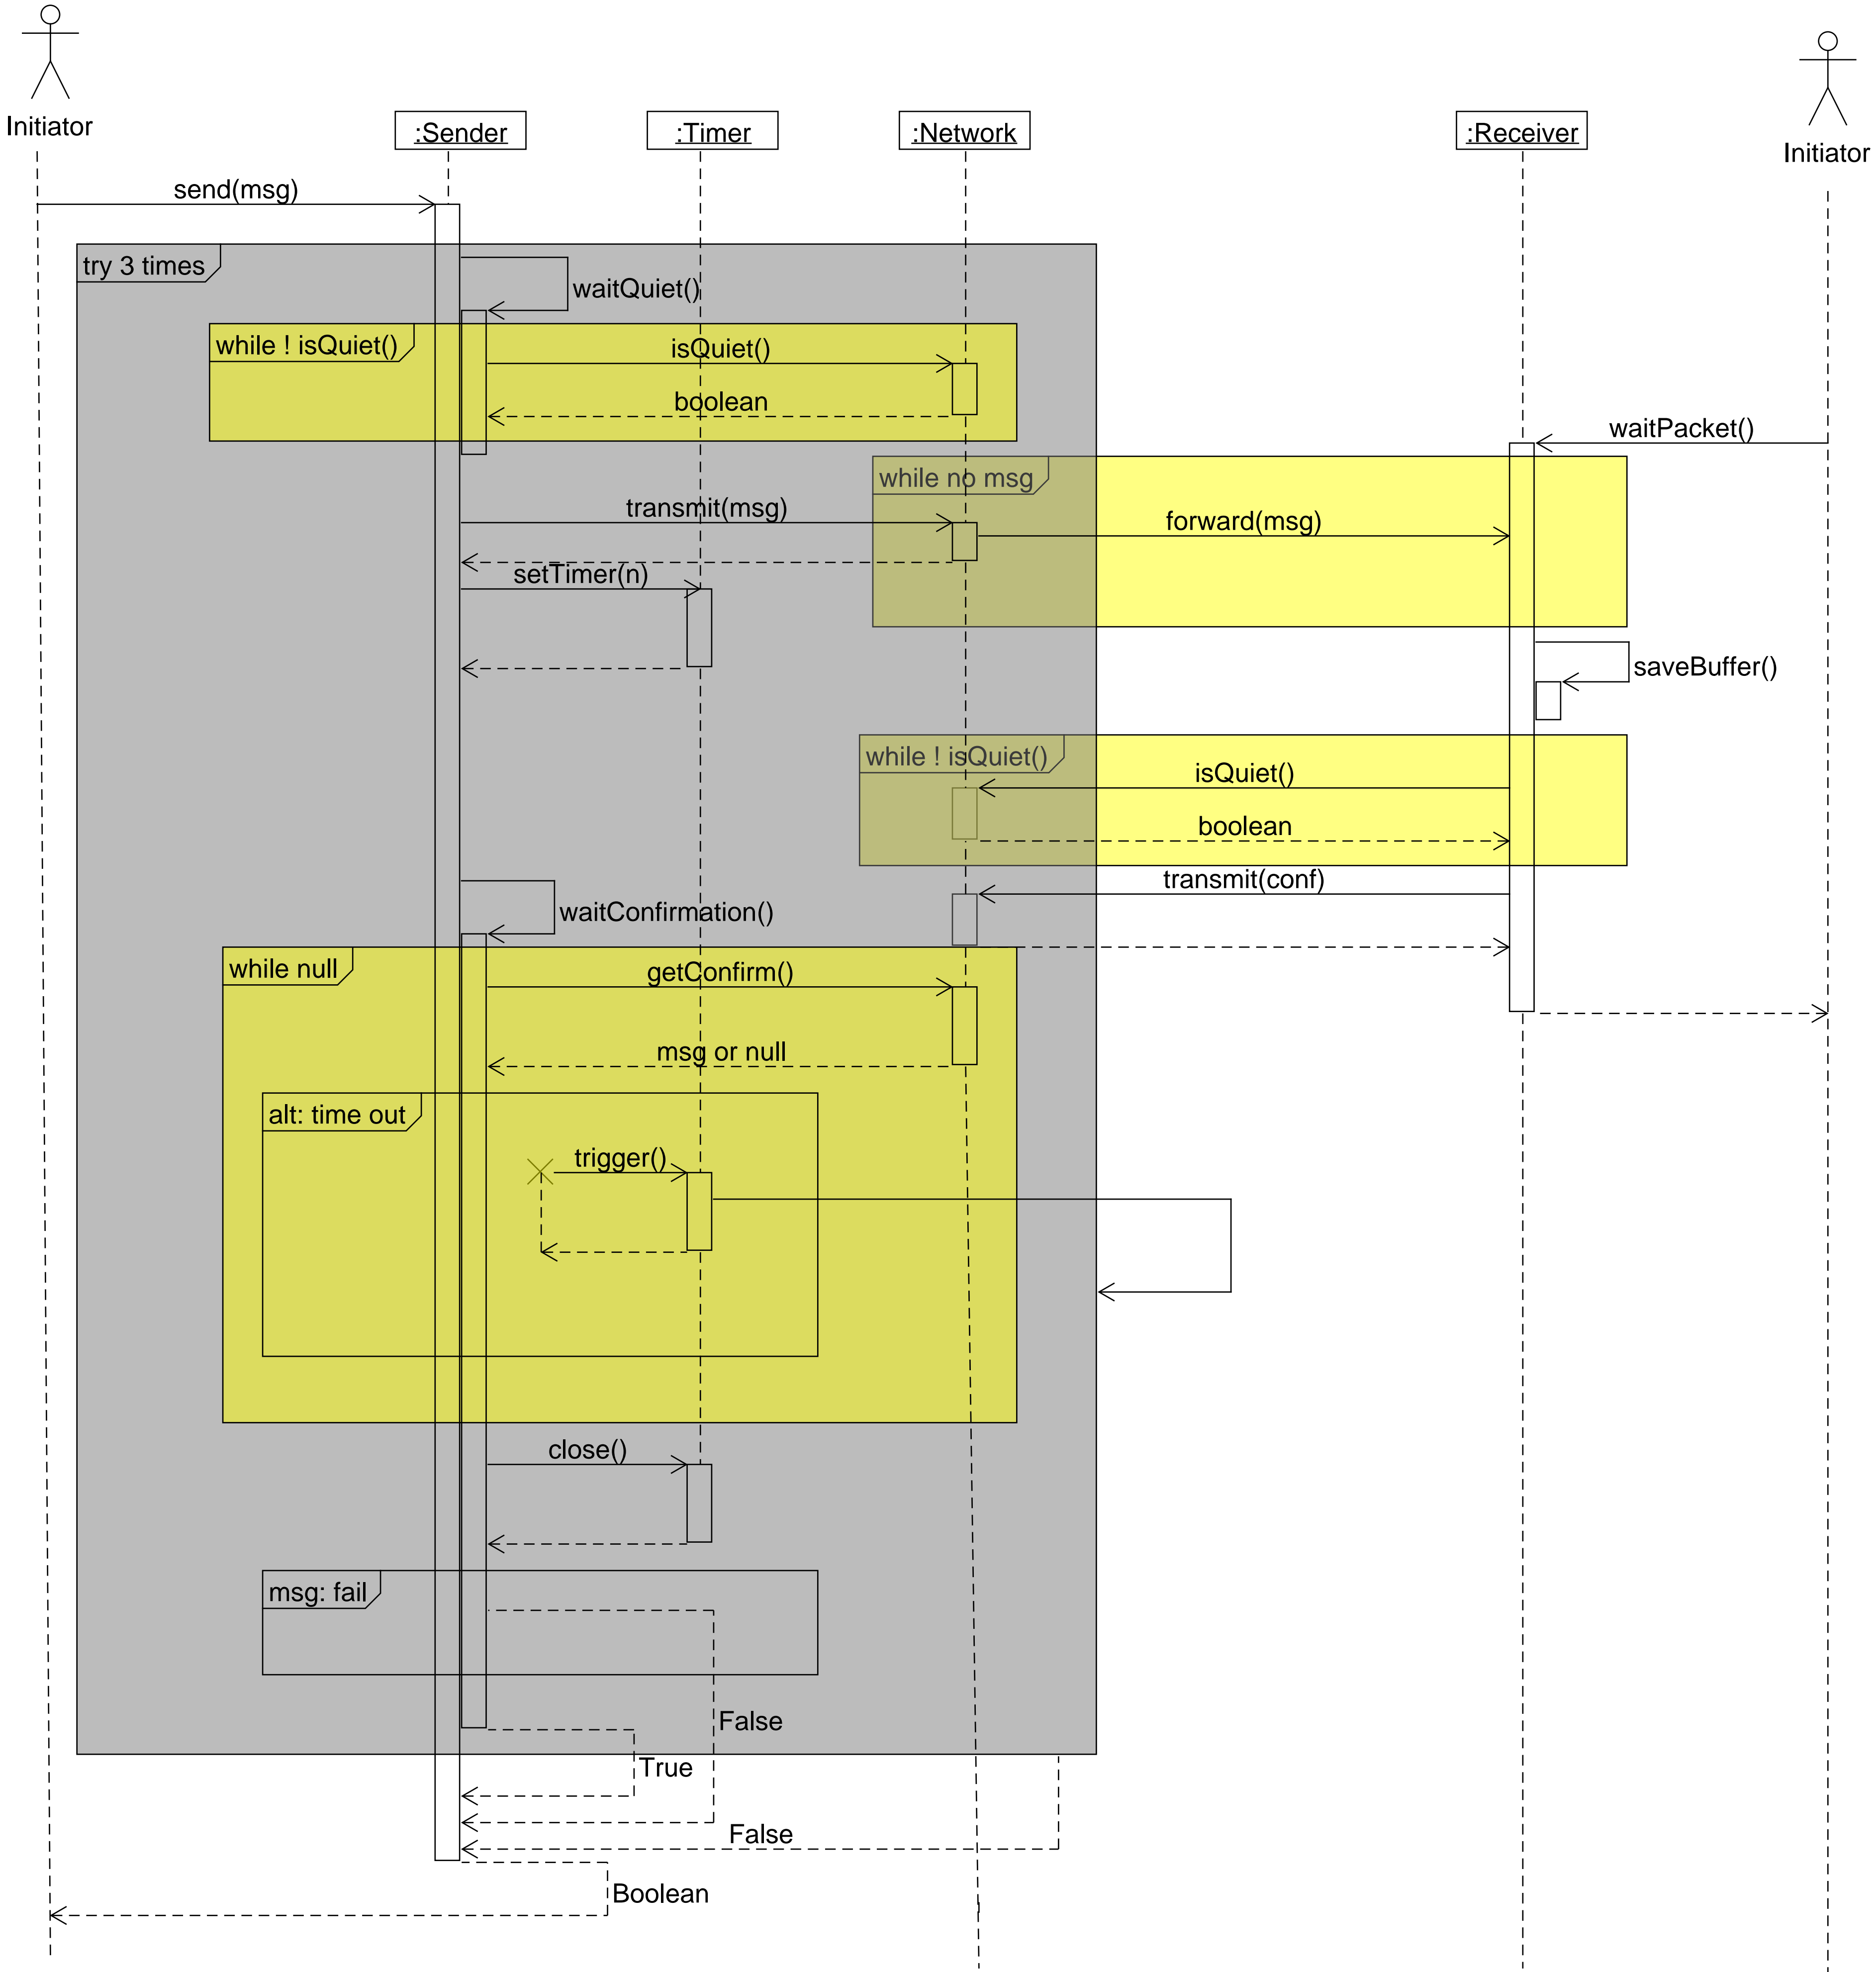 Initiator
Initiator
:Sender
:Timer
:Network
:Receiver
send(msg)
try 3 times
waitQuiet()
while ! isQuiet()
isQuiet()
boolean
waitPacket()
while no msg
transmit(msg)
forward(msg)
setTimer(n)
saveBuffer()
while ! isQuiet()
isQuiet()
boolean
transmit(conf)
waitConfirmation()
while null
getConfirm()
msg or null
alt: time out
trigger()
close()
msg: fail
False
True
False
Boolean